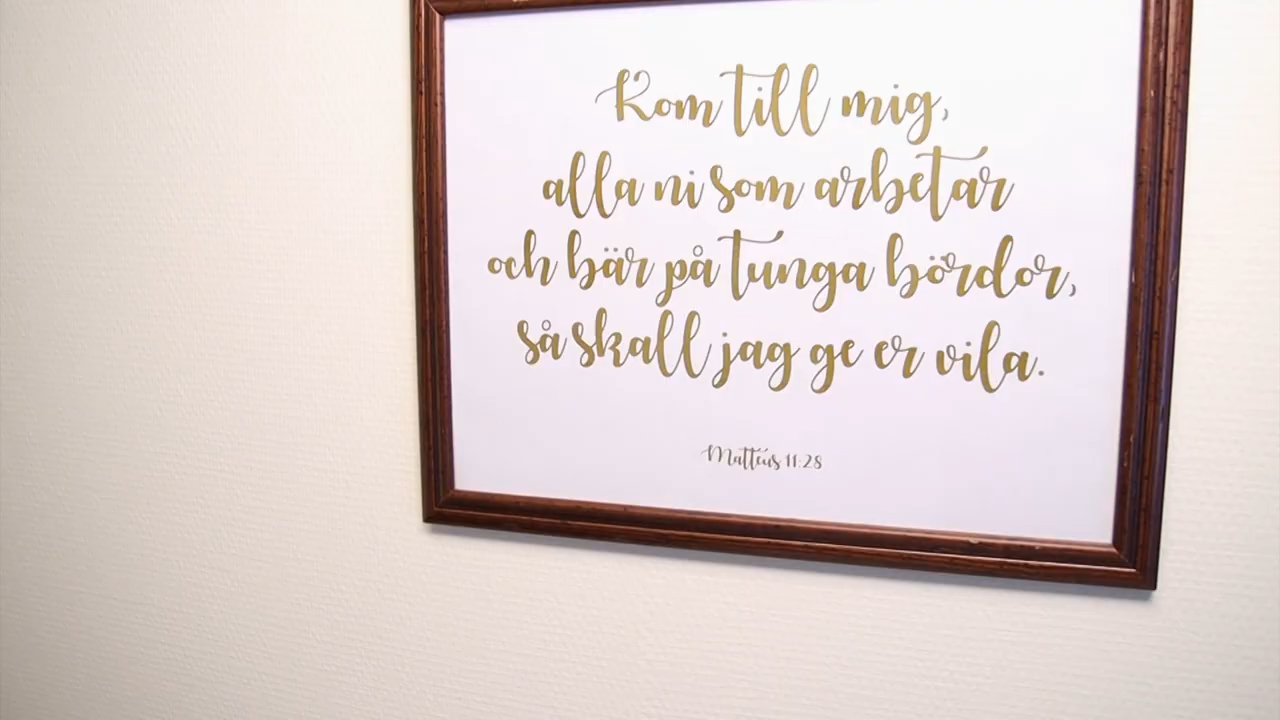 Kom till mig,
alla ni som arbetar
och bär på tunga bördor,
så skall jag ge er vila.
Matteus 11:28